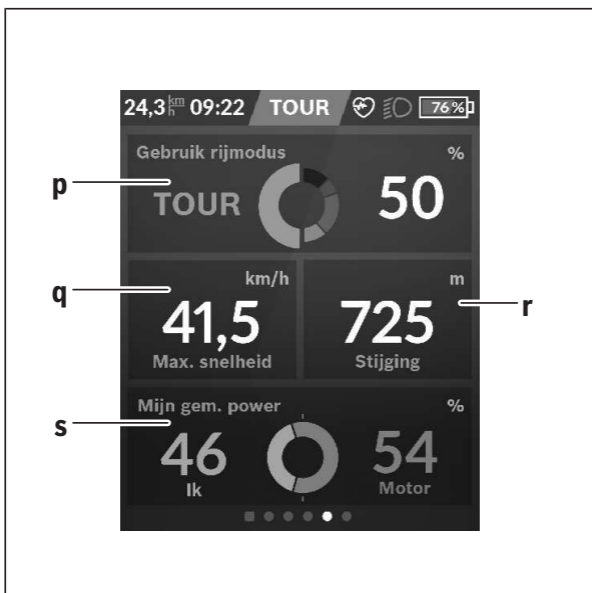 24,3 km/h 09:22 TOUR 76%
Gebruik rijmodus %
p
TOUR 50
q
km/h
41,5
Max. snelheid
m
725
Stijging
r
Mijn gem. power %
s
46 54
Ik Motor